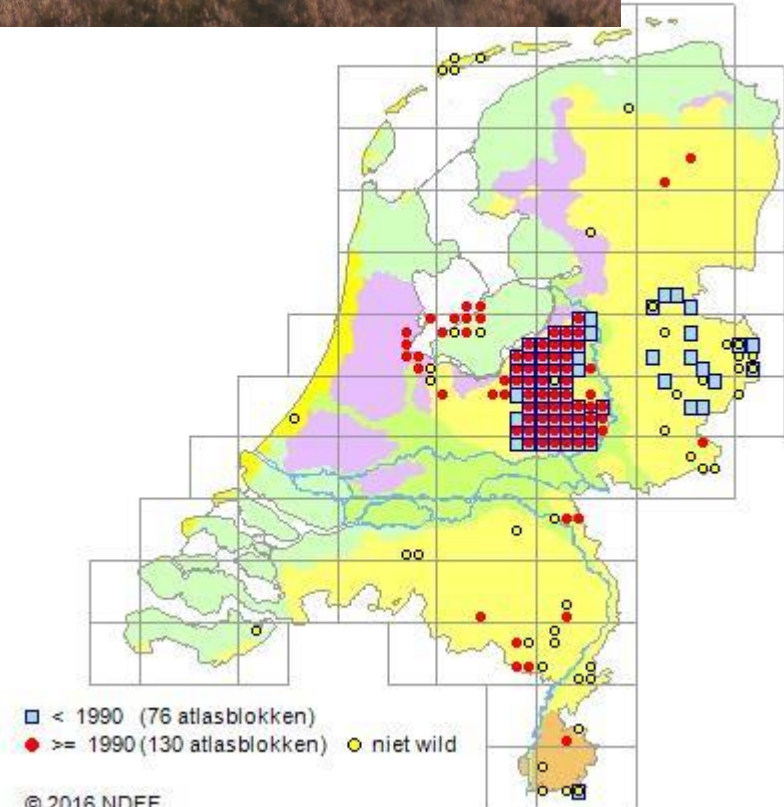 < 1990 (76 atlasblokken)
>= 1990 (130 atlasblokken) niet wild
© 2016 NDFF